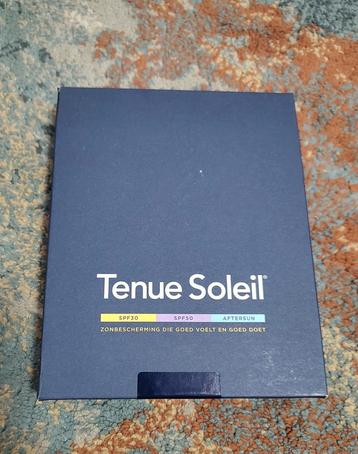 Tenue Soleil®
SPF30 SPF50 AFTERSUN
ZONBESCHERMING DIE GOED VOELT EN GOED DOET